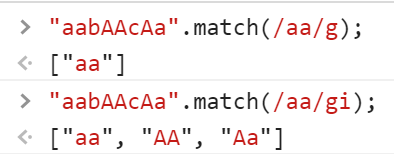 > "aabAAcAa".match(/aa/g);
<· ["aa"]
> "aabAAcAa".match(/aa/gi);
<· ["aa", "AA", "Aa"]